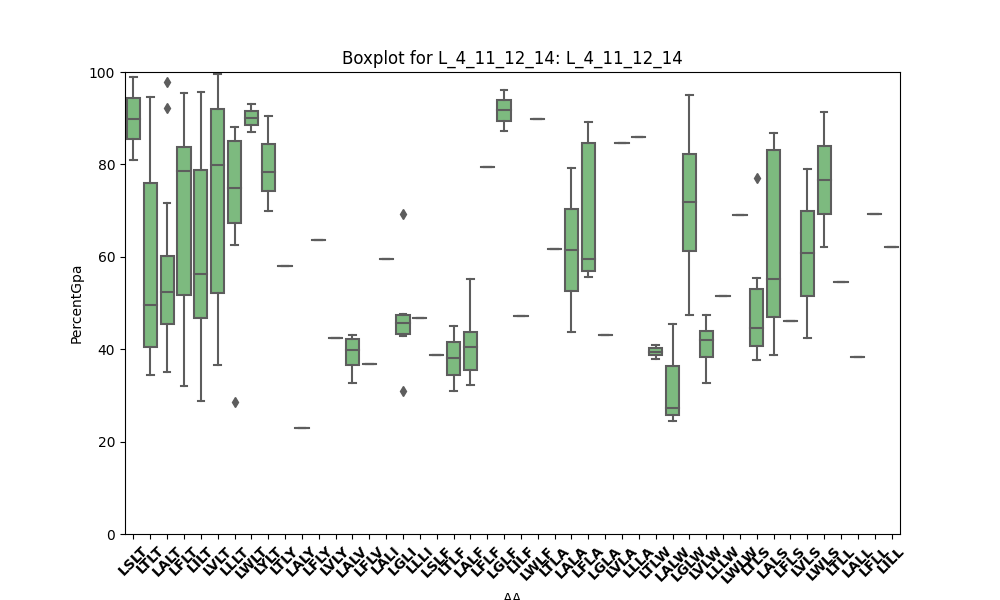 Boxplot for L_4_11_12_14: L_4_11_12_14
PercentGpa
100
80
60
40
20
0
LSLT
LTLT
LALT
LFLT
LILT
LVLT
LLLT
LWLT
LYLT
LTLY
LALY
LFLY
LVLY
LALV
LFLV
LALI
LGLI
LLLI
LSLF
LTLF
LALF
LFLF
LGLF
LILF
LWLF
LTLA
LALA
LFLA
LGLA
LVLA
LLLA
LTLW
LALW
LGLW
LVLW
LLLW
LWLW
LTLS
LALS
LFLS
LVLS
LWLS
LTLL
LALL
LFLL
LILL
AA